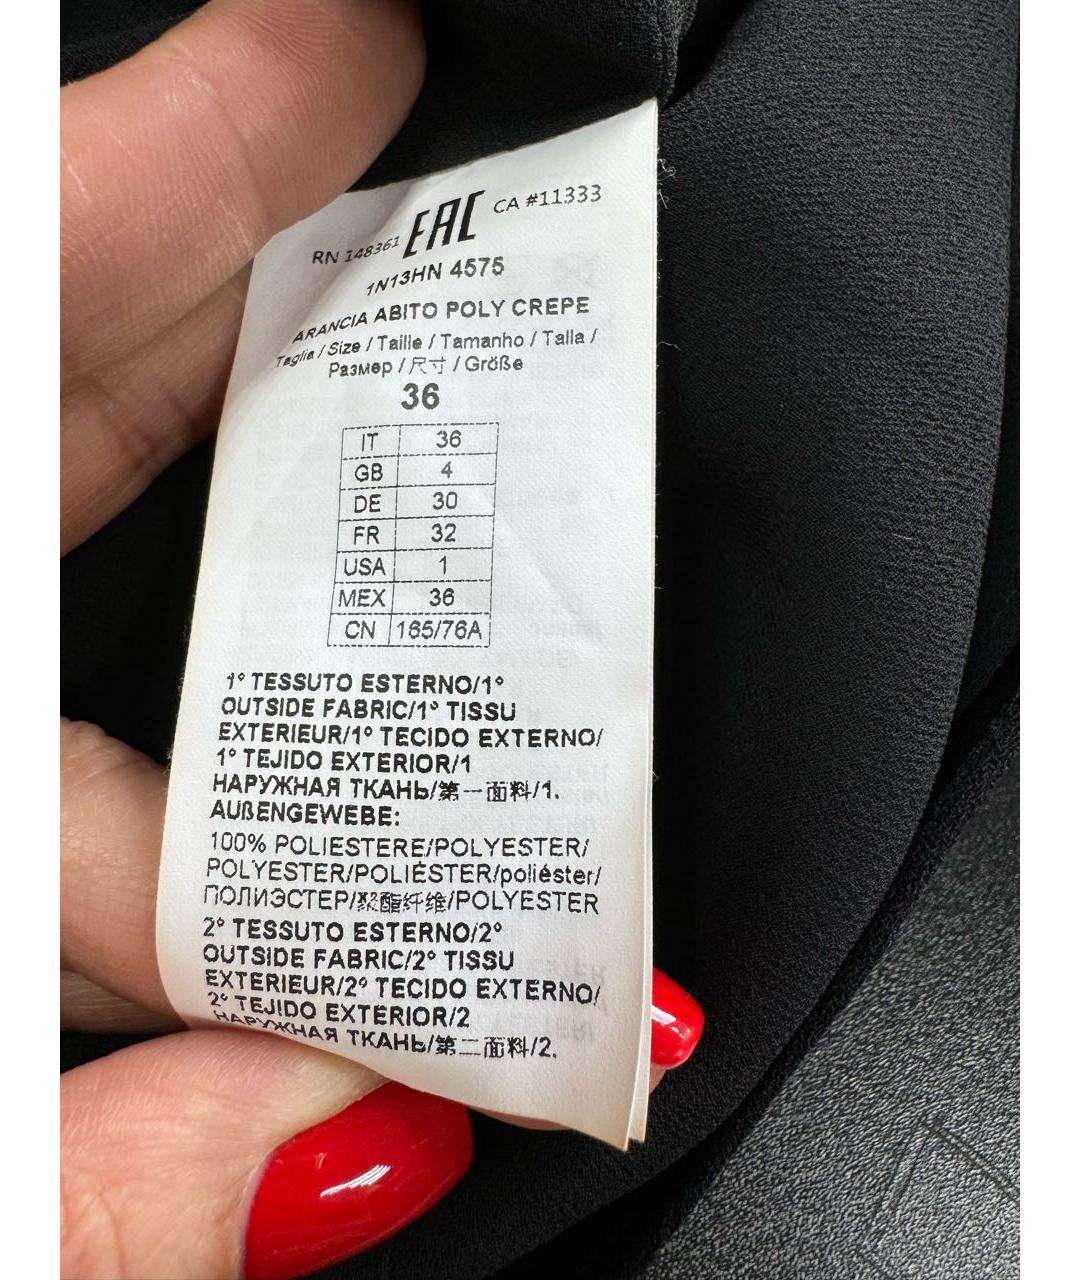 RN 148361 EAC CA #11333
1N13HN 4575
ARANCIA ABITO POLY CREPE
Taglia / Size / Taille / Tamanho / Talla /
Размер / 尺寸 / Größe
36
IT 36
GB 4
DE 30
FR 32
USA 1
MEX 36
CN 165/76A
1° TESSUTO ESTERNO/1°
OUTSIDE FABRIC/1° TISSU
EXTERIEUR/1° TECIDO EXTERNO/
1° TEJIDO EXTERIOR/1
НАРУЖНАЯ ТКАНЬ/第一面料/1.
AUßENGEWEBE:
100% POLIESTERE/POLYESTER/
POLYESTER/POLIÉSTER/poliéster/
ПОЛИЭСТЕР/聚酯纤维/POLYESTER
2° TESSUTO ESTERNO/2°
OUTSIDE FABRIC/2° TISSU
EXTERIEUR/2° TECIDO EXTERNO/
2° TEJIDO EXTERIOR/2
НАРУЖНАЯ ТКАНЬ/第二面料/2.